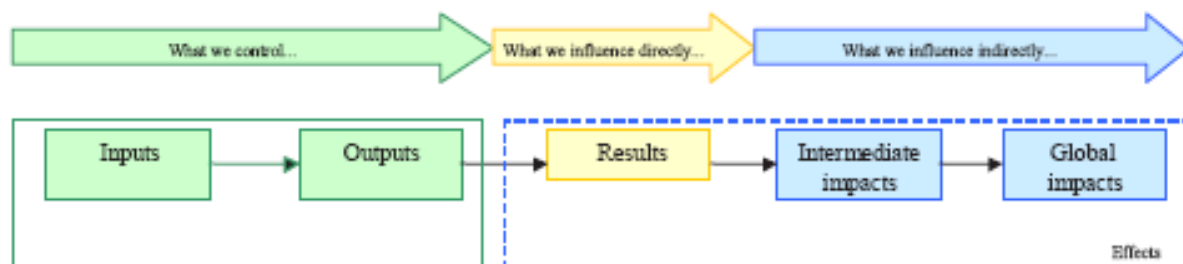 What we control...
What we influence directly...
What we influence indirectly...
Inputs
Outputs
Results
Intermediate
impacts
Global
impacts
Effects